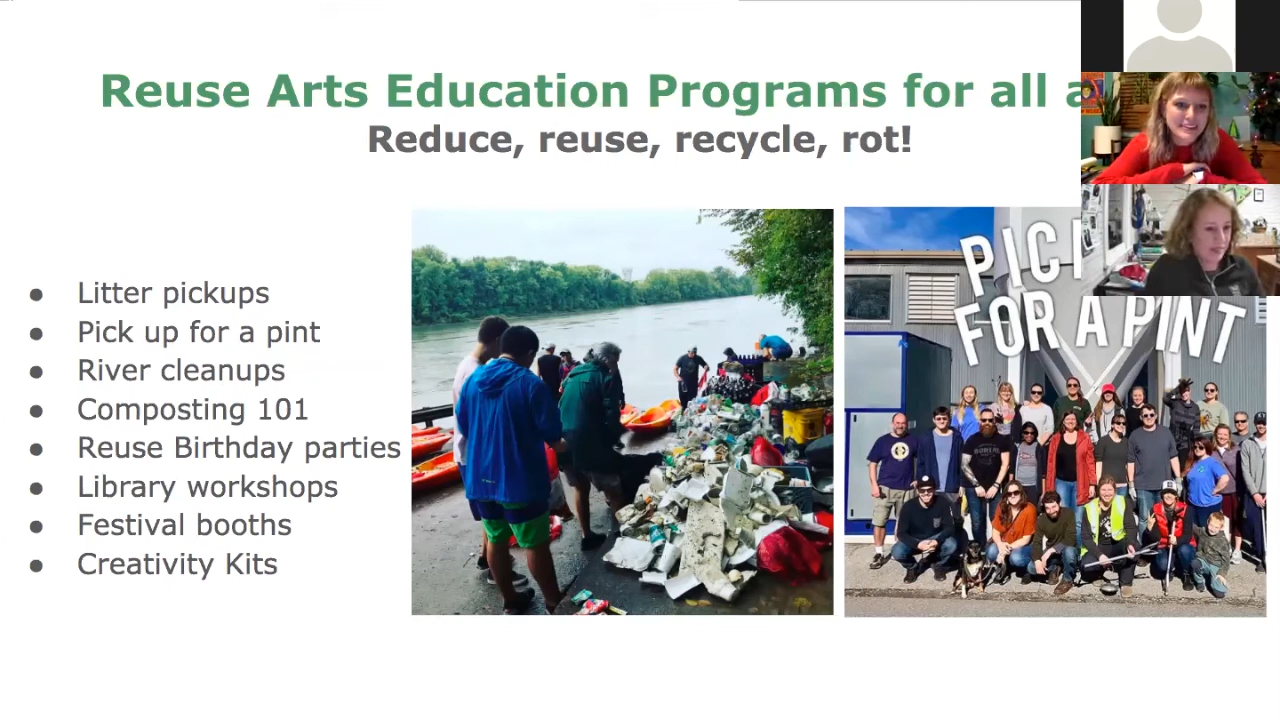 Reuse Arts Education Programs for all a
Reduce, reuse, recycle, rot!
● Litter pickups
● Pick up for a pint
● River cleanups
● Composting 101
● Reuse Birthday parties
● Library workshops
● Festival booths
● Creativity Kits
PIC
FOR A PINT